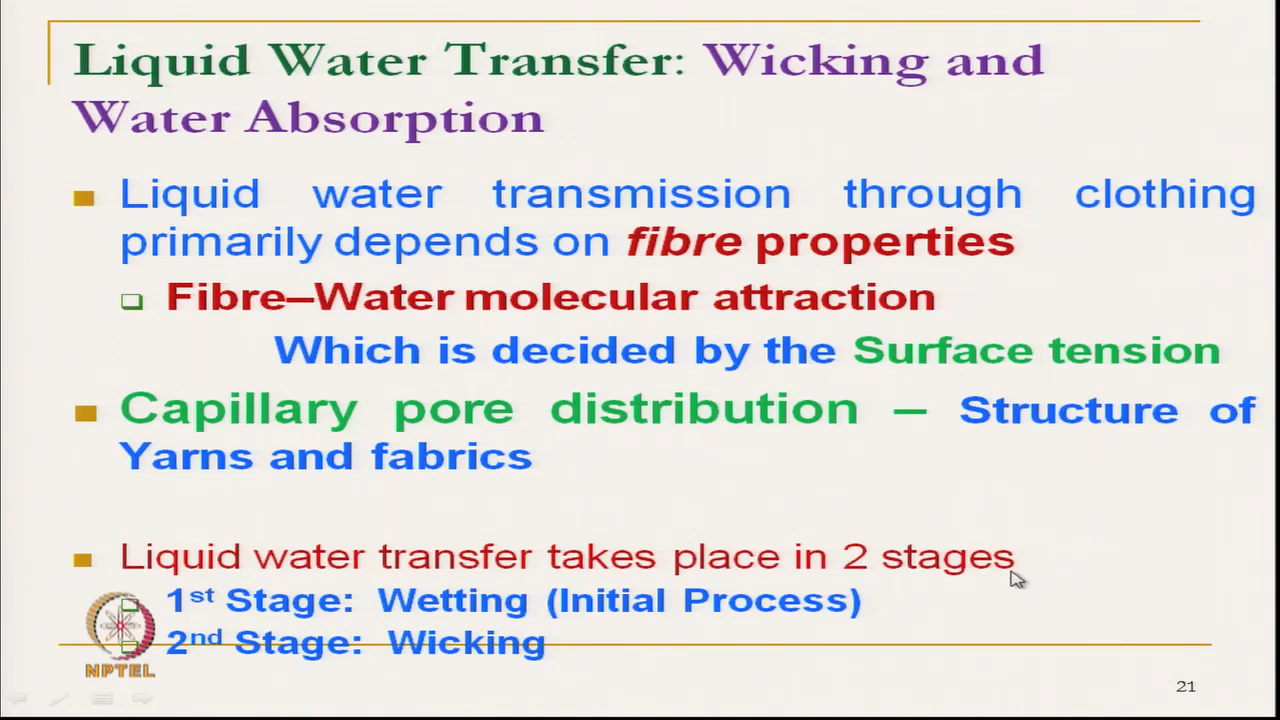 Liquid Water Transfer: Wicking and
Water Absorption
Liquid water transmission through clothing
primarily depends on fibre properties
Fibre–Water molecular attraction
Which is decided by the Surface tension
Capillary pore distribution – Structure of
Yarns and fabrics
Liquid water transfer takes place in 2 stages
1st Stage: Wetting (Initial Process)
2nd Stage: Wicking
NPTEL
21